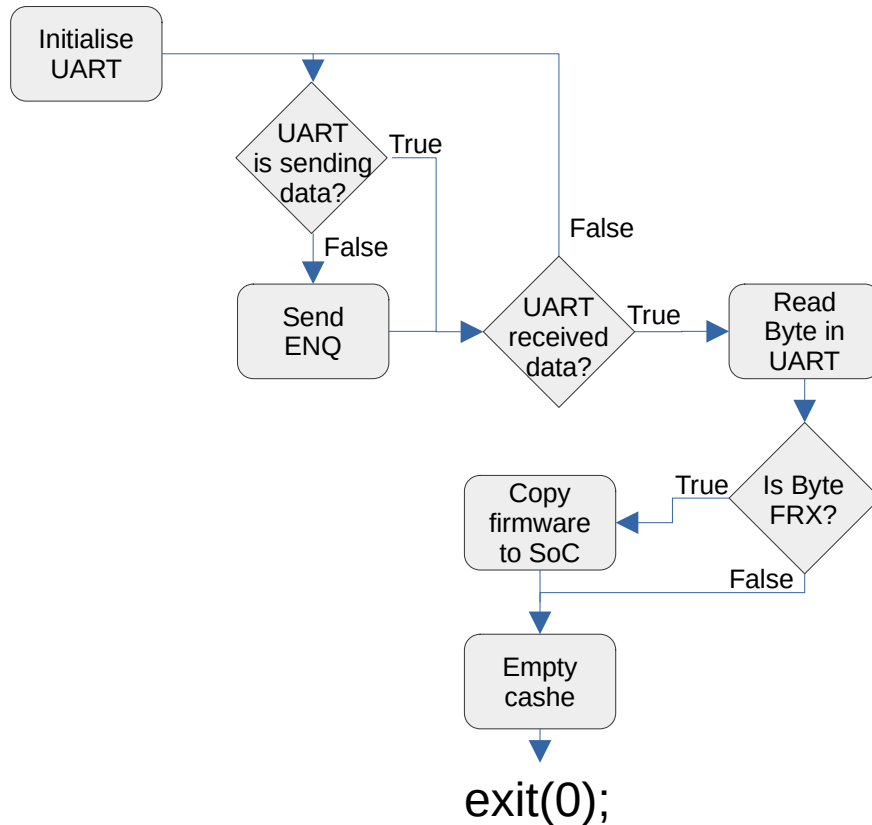 Initialise
UART
UART
is sending
data?
True
False
Send
ENQ
False
UART
received
data?
True
Read
Byte in
UART
Is Byte
FRX?
True
False
Copy
firmware
to SoC
Empty
cashe
exit(0);